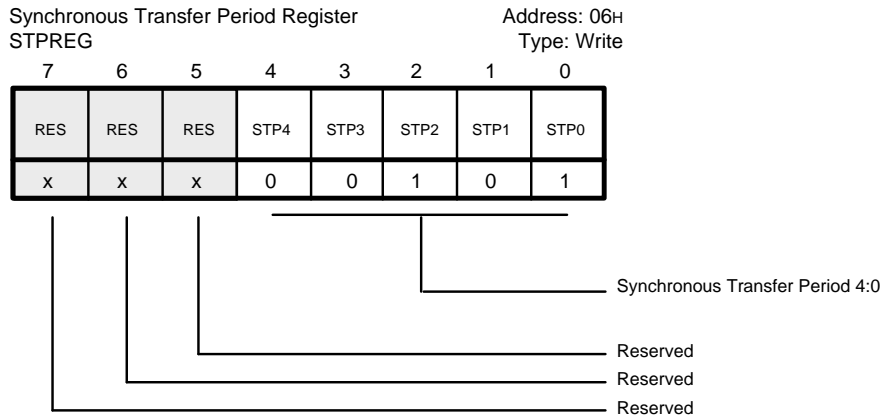 Synchronous Transfer Period Register Address: 06H
STPREG Type: Write
7 6 5 4 3 2 1 0
RES RES RES STP4 STP3 STP2 STP1 STP0
x x x 0 0 1 0 1
Synchronous Transfer Period 4:0
Reserved
Reserved
Reserved